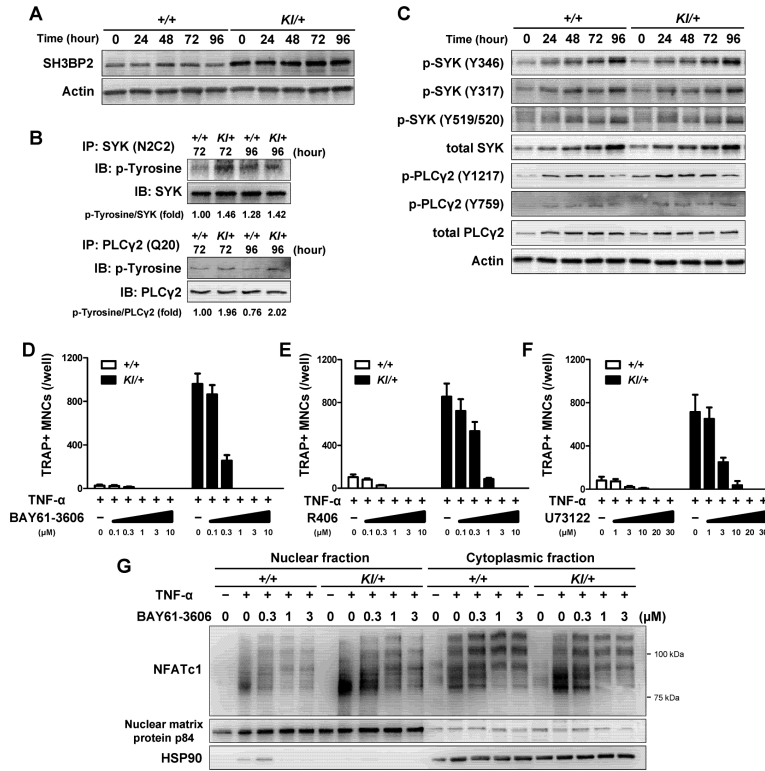 A
+/+ KI/+
Time (hour) 0 24 48 72 96 0 24 48 72 96
SH3BP2
Actin
B
IP: SYK (N2C2) +/+ KI/+ +/+ KI/+
72 72 96 96 (hour)
IB: p-Tyrosine
IB: SYK
p-Tyrosine/SYK (fold) 1.00 1.46 1.28 1.42
IP: PLCγ2 (Q20) +/+ KI/+ +/+ KI/+
72 72 96 96 (hour)
IB: p-Tyrosine
IB: PLCγ2
p-Tyrosine/PLCγ2 (fold) 1.00 1.96 0.76 2.02
C
+/+ KI/+
Time (hour) 0 24 48 72 96 0 24 48 72 96
p-SYK (Y346)
p-SYK (Y317)
p-SYK (Y519/520)
total SYK
p-PLCγ2 (Y1217)
p-PLCγ2 (Y759)
total PLCγ2
Actin
D
TRAP+ MNCs (/well)
1200
800
400
0
+/+
KI/+
TNF-α + + + + + + + + + + + +
BAY61-3606 – –
(μM) 0 0.1 0.3 1 3 10 0 0.1 0.3 1 3 10
E
TRAP+ MNCs (/well)
1200
800
400
0
+/+
KI/+
TNF-α + + + + + + + + + + + +
R406 – –
(μM) 0 0.1 0.3 1 3 10 0 0.1 0.3 1 3 10
F
TRAP+ MNCs (/well)
1200
800
400
0
+/+
KI/+
TNF-α + + + + + + + + + + + +
U73122 – –
(μM) 0 1 3 10 20 30 0 1 3 10 20 30
G
Nuclear fraction Cytoplasmic fraction
+/+ KI/+ +/+ KI/+
TNF-α – + + + + – + + + + – + + + + – + + + +
BAY61-3606 0 0 0.3 1 3 0 0 0.3 1 3 0 0 0.3 1 3 0 0 0.3 1 3 (μM)
NFATc1
100 kDa
75 kDa
Nuclear matrix
protein p84
HSP90